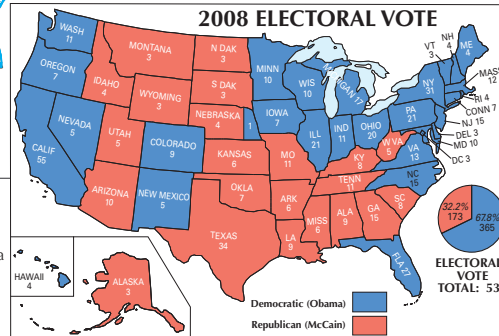 2008 ELECTORAL VOTE
WASH
11
OREGON
7
CALIF
55
NEVADA
5
IDAHO
4
MONTANA
3
WYOMING
3
UTAH
5
ARIZONA
10
COLORADO
9
NEW MEXICO
5
N DAK
3
S DAK
3
NEBRASKA
4
1
KANSAS
6
OKLA
7
TEXAS
34
MINN
10
IOWA
7
MO
11
ARK
6
LA
9
WIS
10
ILL
21
MICHIGAN 17
IND
11
OHIO
20
KY
8
TENN
11
MISS
6
ALA
9
GA
15
FLA 27
SC
8
NC
15
VA
13
W VA
5
PA
21
NY
31
VT
3
NH
4
ME
4
MASS
12
RI 4
CONN 7
NJ 15
DEL 3
MD 10
DC 3
HAWAII
4
ALASKA
3
32.2%
173
67.8%
365
ELECTORAL
VOTE
TOTAL: 53
Democratic (Obama)
Republican (McCain)
a